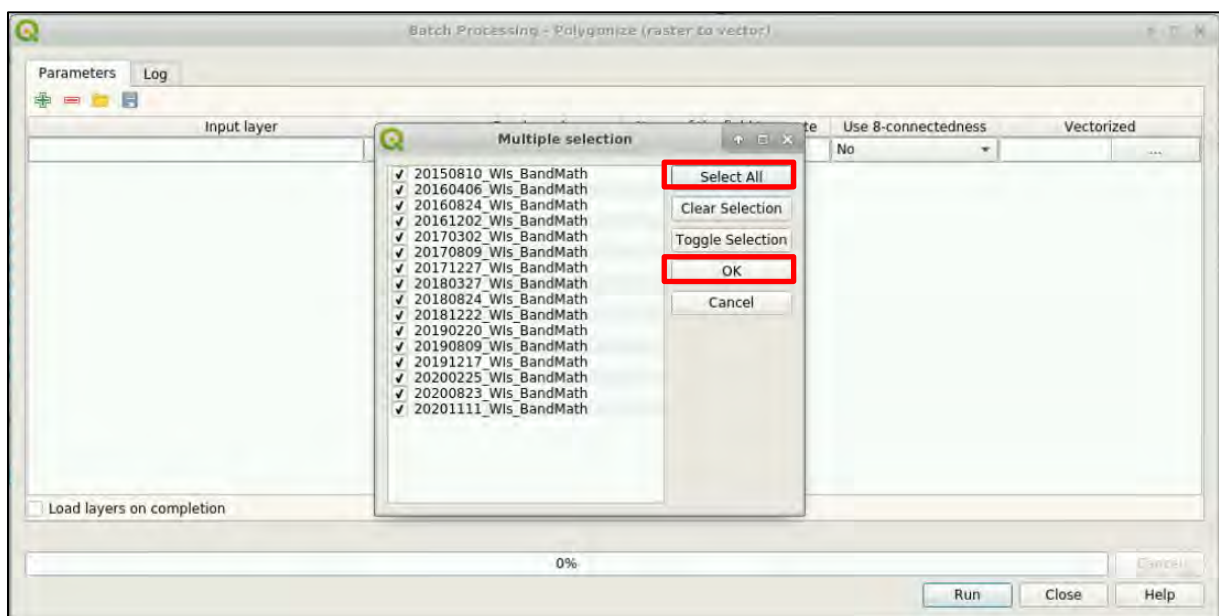 Batch Processing - Polygonize (raster to vector)
Parameters Log
Input layer Use 8-connectedness Vectorized
No ...
Multiple selection
20150810_WIs_BandMath
20160406_WIs_BandMath
20160824_WIs_BandMath
20161202_WIs_BandMath
20170302_WIs_BandMath
20170809_WIs_BandMath
20171227_WIs_BandMath
20180327_WIs_BandMath
20180824_WIs_BandMath
20181222_WIs_BandMath
20190220_WIs_BandMath
20190809_WIs_BandMath
20191217_WIs_BandMath
20200225_WIs_BandMath
20200823_WIs_BandMath
20201111_WIs_BandMath
Select All
Clear Selection
Toggle Selection
OK
Cancel
Load layers on completion
0%
Cancel
Run Close Help